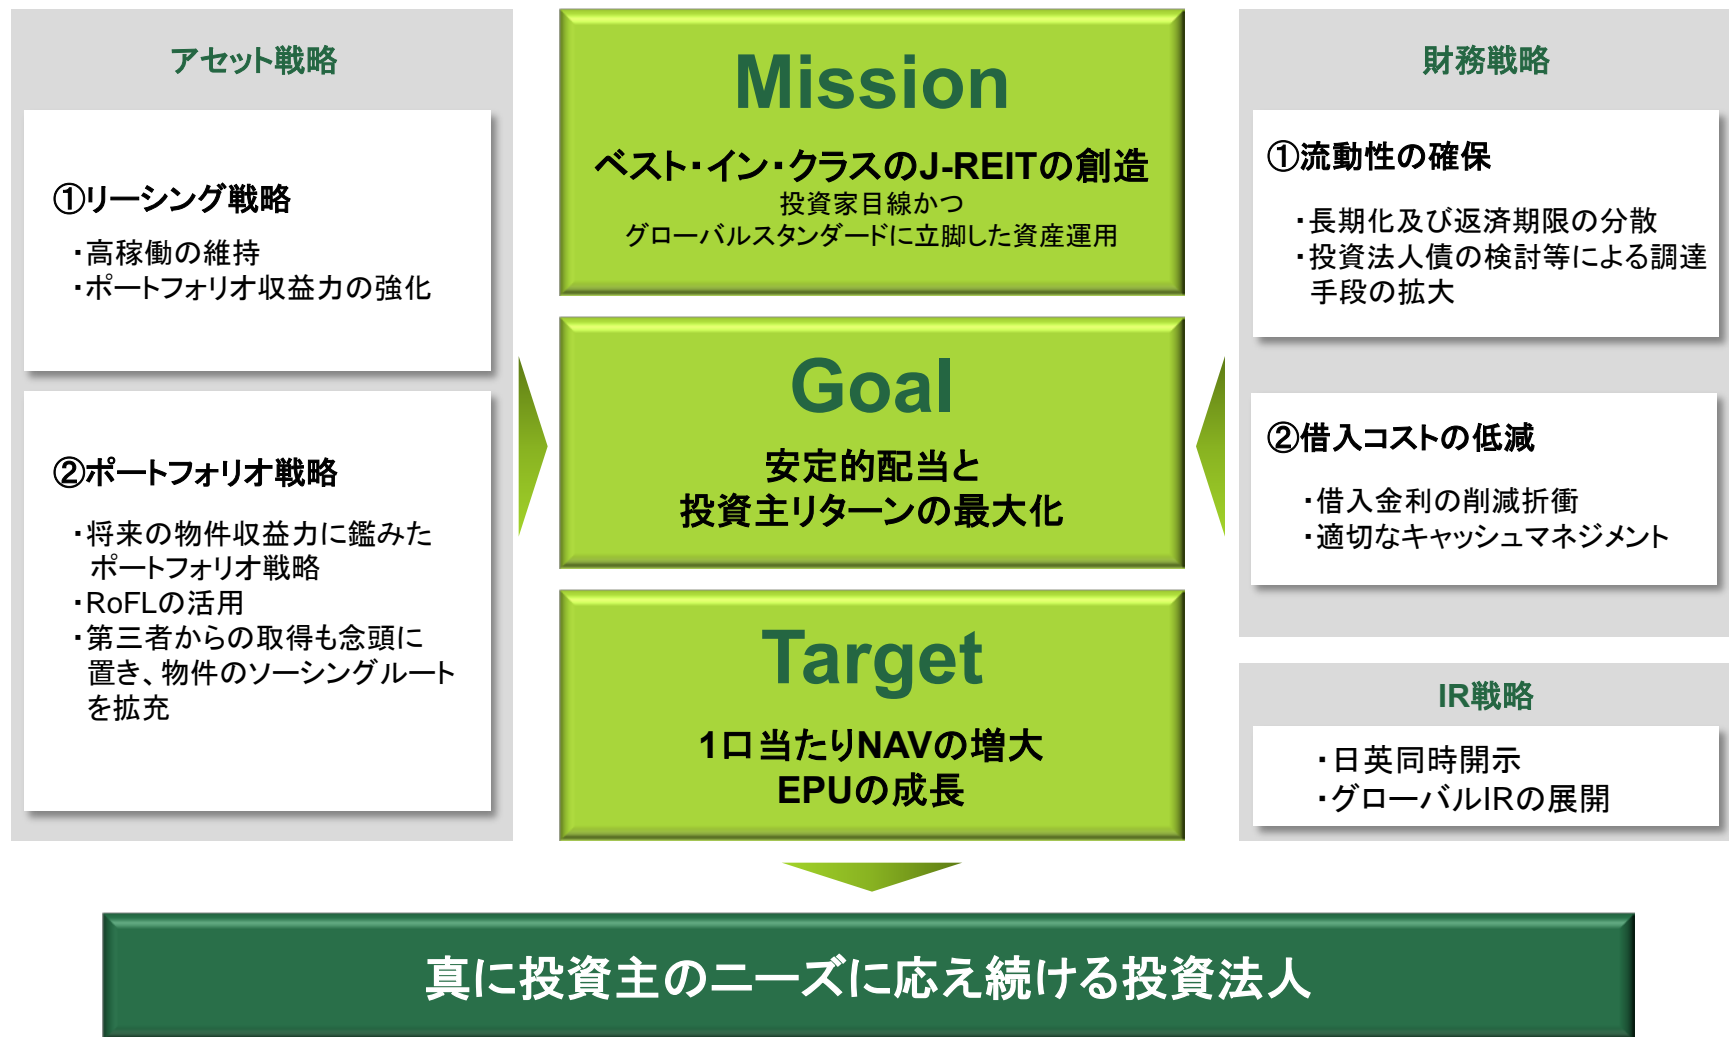 アセット戦略
①リーシング戦略
・高稼働の維持
・ポートフォリオ収益力の強化
②ポートフォリオ戦略
・将来の物件収益力に鑑みた
ポートフォリオ戦略
・RoFLの活用
・第三者からの取得も念頭に
置き、物件のソーシングルート
を拡充
Mission
ベスト・イン・クラスのJ-REITの創造
投資家目線かつ
グローバルスタンダードに立脚した資産運用
Goal
安定的配当と
投資主リターンの最大化
Target
1口当たりNAVの増大
EPUの成長
財務戦略
①流動性の確保
・長期化及び返済期限の分散
・投資法人債の検討等による調達
手段の拡大
②借入コストの低減
・借入金利の削減折衝
・適切なキャッシュマネジメント
IR戦略
・日英同時開示
・グローバルIRの展開
真に投資主のニーズに応え続ける投資法人